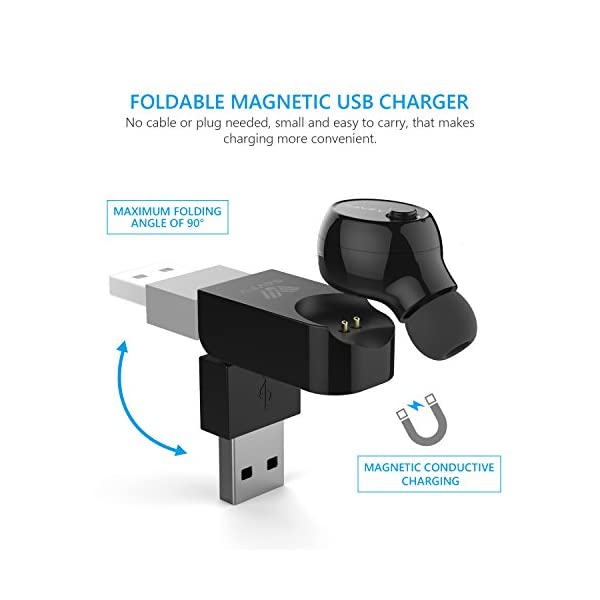 FOLDABLE MAGNETIC USB CHARGER
No cable or plug needed, small and easy to carry, that makes
charging more convenient.
MAXIMUM FOLDING
ANGLE OF 90°
MAGNETIC CONDUCTIVE
CHARGING